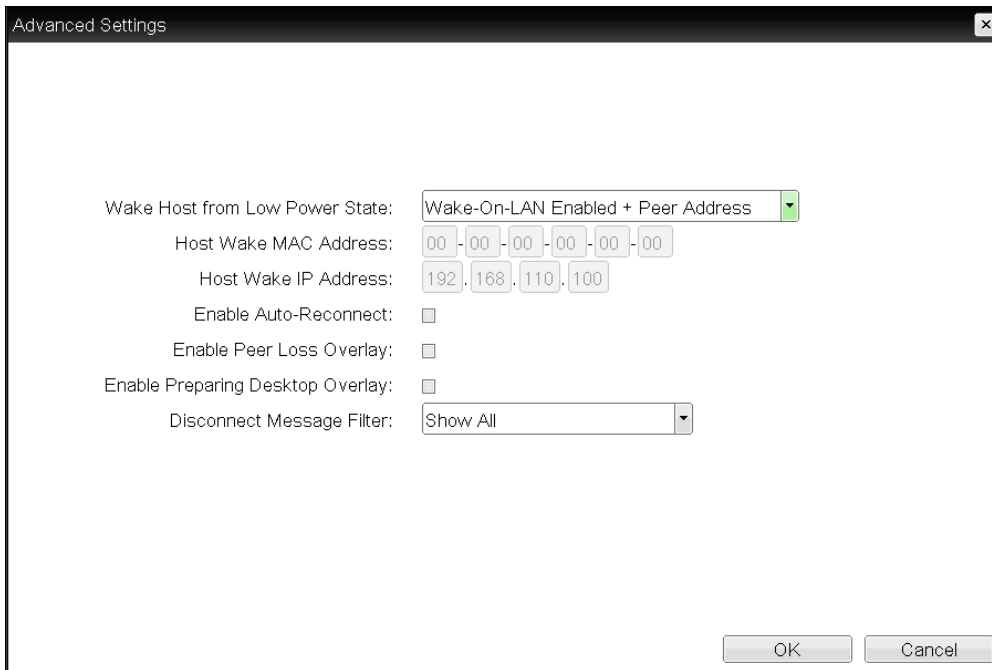 Advanced Settings
Wake Host from Low Power State: Wake-On-LAN Enabled + Peer Address
Host Wake MAC Address: 00 - 00 - 00 - 00 - 00 - 00
Host Wake IP Address: 192 . 168 . 110 . 100
Enable Auto-Reconnect:
Enable Peer Loss Overlay:
Enable Preparing Desktop Overlay:
Disconnect Message Filter: Show All
OK Cancel